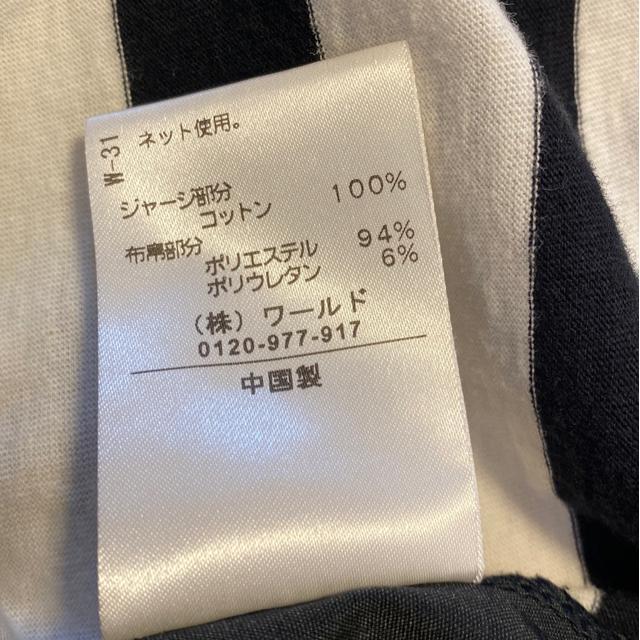 W-31
ネット使用。
ジャージ部分
コットン 100%
布帛部分
ポリエステル 94%
ポリウレタン 6%
（株）ワールド
0120-977-917
中国製